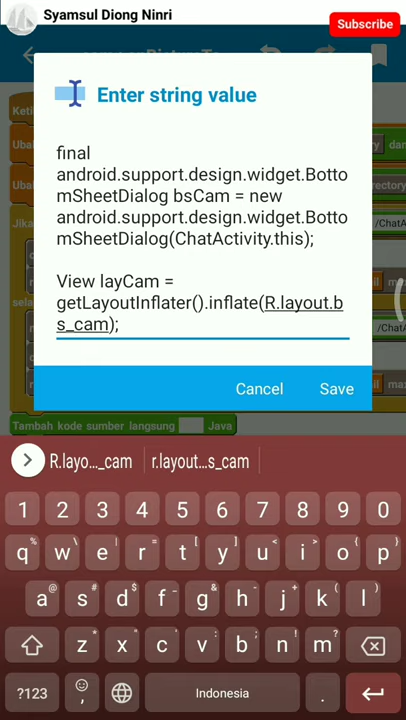 Syamsul Diong Ninri
Subscribe
Enter string value
final
android.support.design.widget.Botto
mSheetDialog bsCam = new
android.support.design.widget.Botto
mSheetDialog(ChatActivity.this);
View layCam =
getLayoutInflater().inflate(R.layout.b
s_cam);
Cancel Save
Tambah kode sumber langsung Java
R.layo..._cam r.layout...s_cam
1 2 3 4 5 6 7 8 9 0
q w e r t y u i o p
a s d f g h j k l
z x c v b n m
?123 , Indonesia .